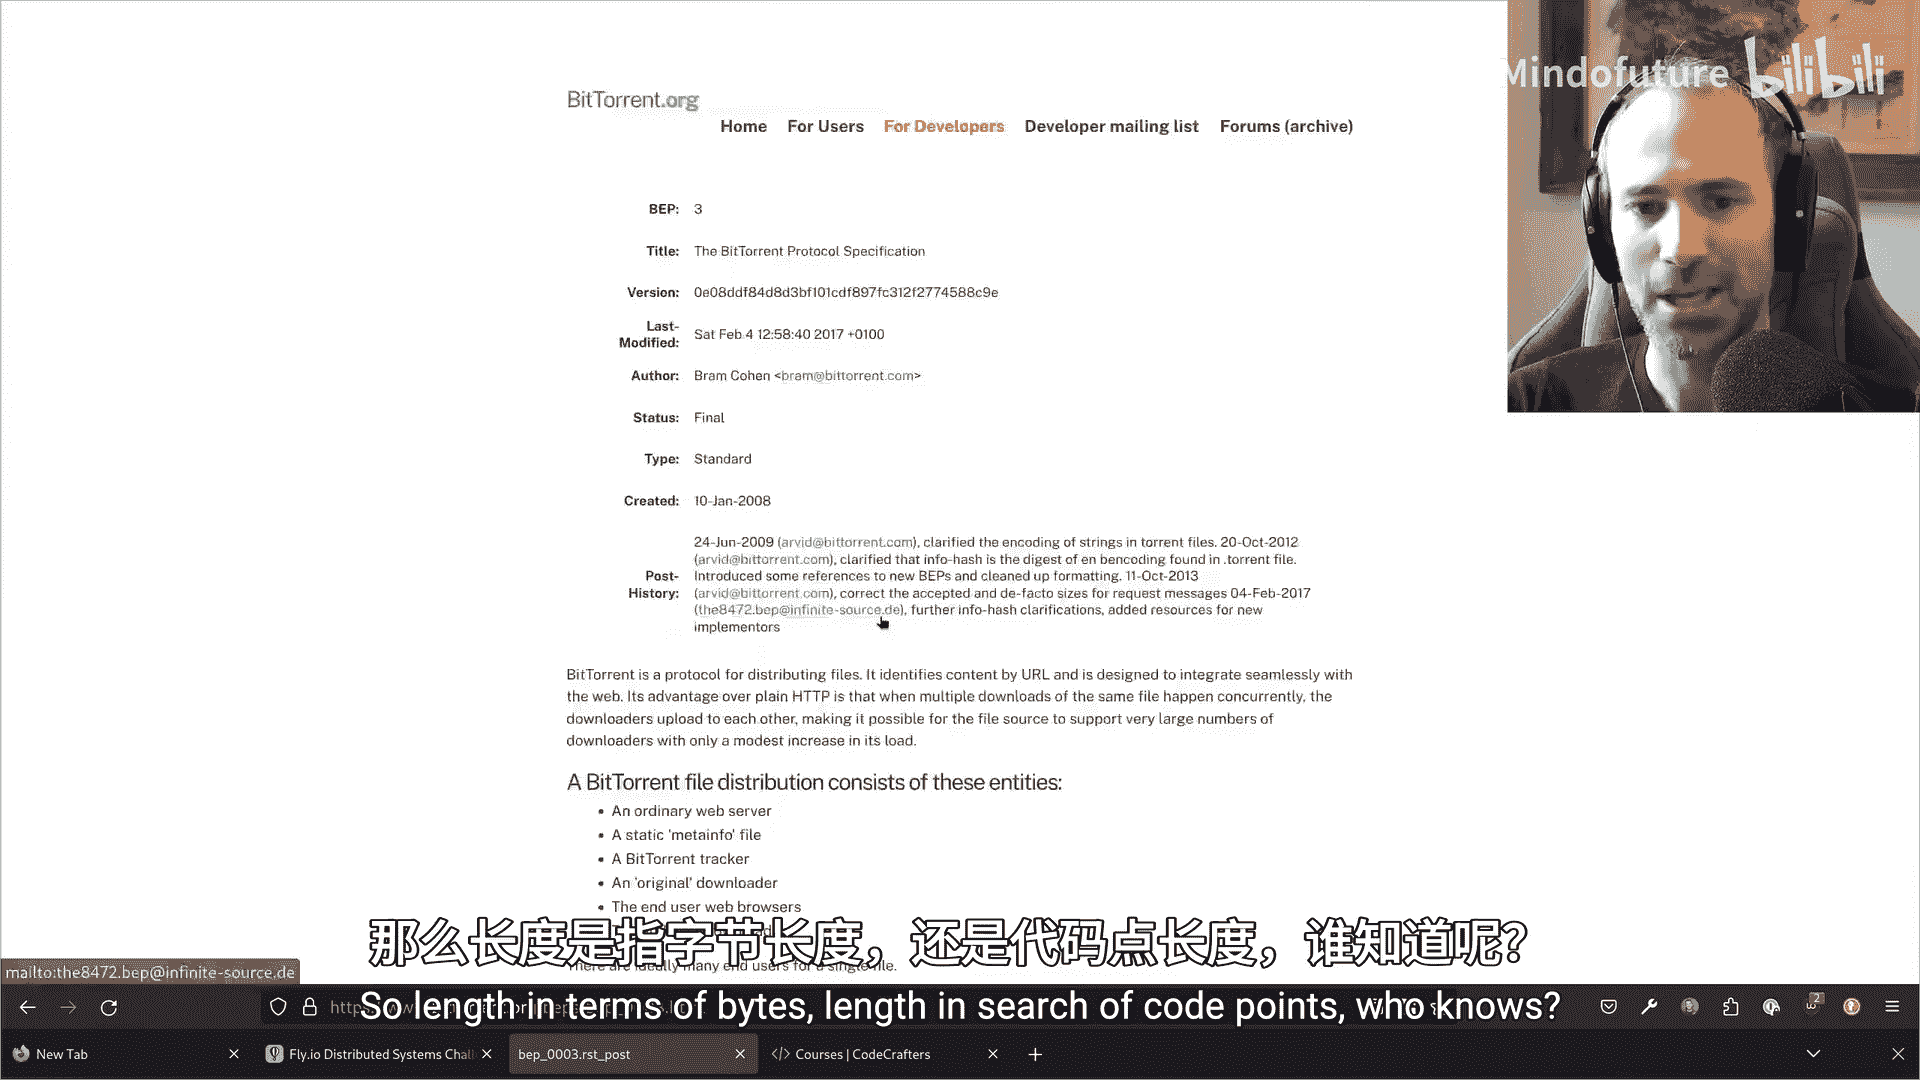 Mindofuture bilibili
BitTorrent.org
Home For Users For Developers Developer mailing list Forums (archive)
BEP: 3
Title: The BitTorrent Protocol Specification
Version: 0e08ddf84d8d3bf101cdf897fc312f2774588c9e
Last-Modified: Sat Feb 4 12:58:40 2017 +0100
Author: Bram Cohen <bram@bittorrent.com>
Status: Final
Type: Standard
Created: 10-Jan-2008
Post-History:
24-Jun-2009 (arvid@bittorrent.com), clarified the encoding of strings in torrent files. 20-Oct-2012
(arvid@bittorrent.com), clarified that info-hash is the digest of en bencoding found in .torrent file.
Introduced some references to new BEPs and cleaned up formatting. 11-Oct-2013
(arvid@bittorrent.com), correct the accepted and de-facto sizes for request messages 04-Feb-2017
(the8472.bep@infinite-source.de), further info-hash clarifications, added resources for new
implementors
BitTorrent is a protocol for distributing files. It identifies content by URL and is designed to integrate seamlessly with
the web. Its advantage over plain HTTP is that when multiple downloads of the same file happen concurrently, the
downloaders upload to each other, making it possible for the file source to support very large numbers of
downloaders with only a modest increase in its load.
A BitTorrent file distribution consists of these entities:
• An ordinary web server
• A static 'metainfo' file
• A BitTorrent tracker
• An 'original' downloader
• The end user web browsers
那么长度是指字节长度，还是代码点长度，谁知道呢？
There are ideally many end users for a single file.
mailto:the8472.bep@infinite-source.de
So length in terms of bytes, length in search of code points, who knows?
2
New Tab
Fly.io Distributed Systems Chall
bep_0003.rst_post
Courses | CodeCrafters